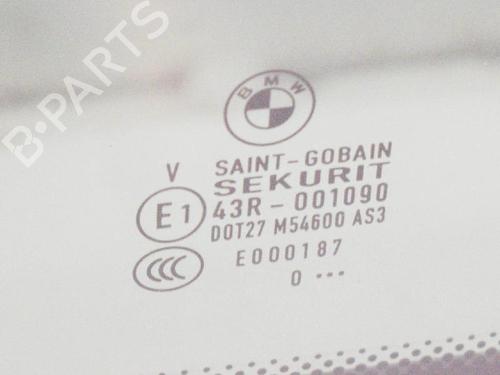 B·PARTS
BMW
V
SAINT-GOBAIN
SEKURIT
E1
43R-001090
DOT27 M54600 AS3
CCC
E000187
0 •••